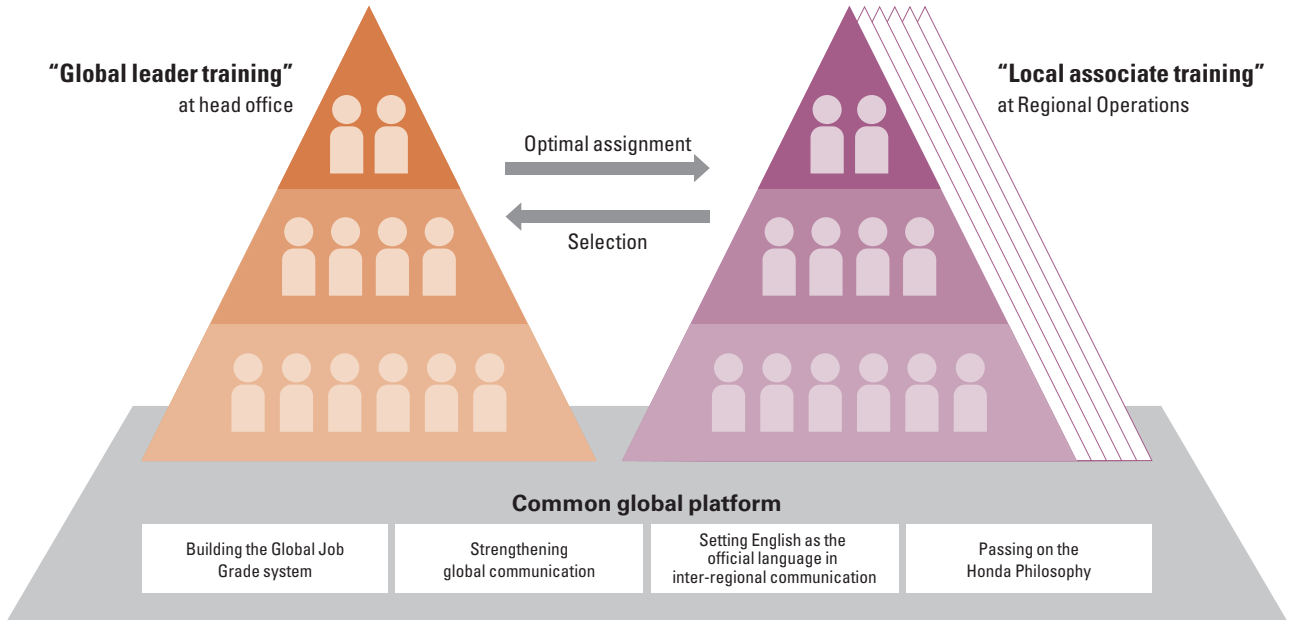 “Global leader training”
at head office
Optimal assignment
Selection
“Local associate training”
at Regional Operations
Common global platform
Building the Global Job
Grade system
Strengthening
global communication
Setting English as the
official language in
inter-regional communication
Passing on the
Honda Philosophy